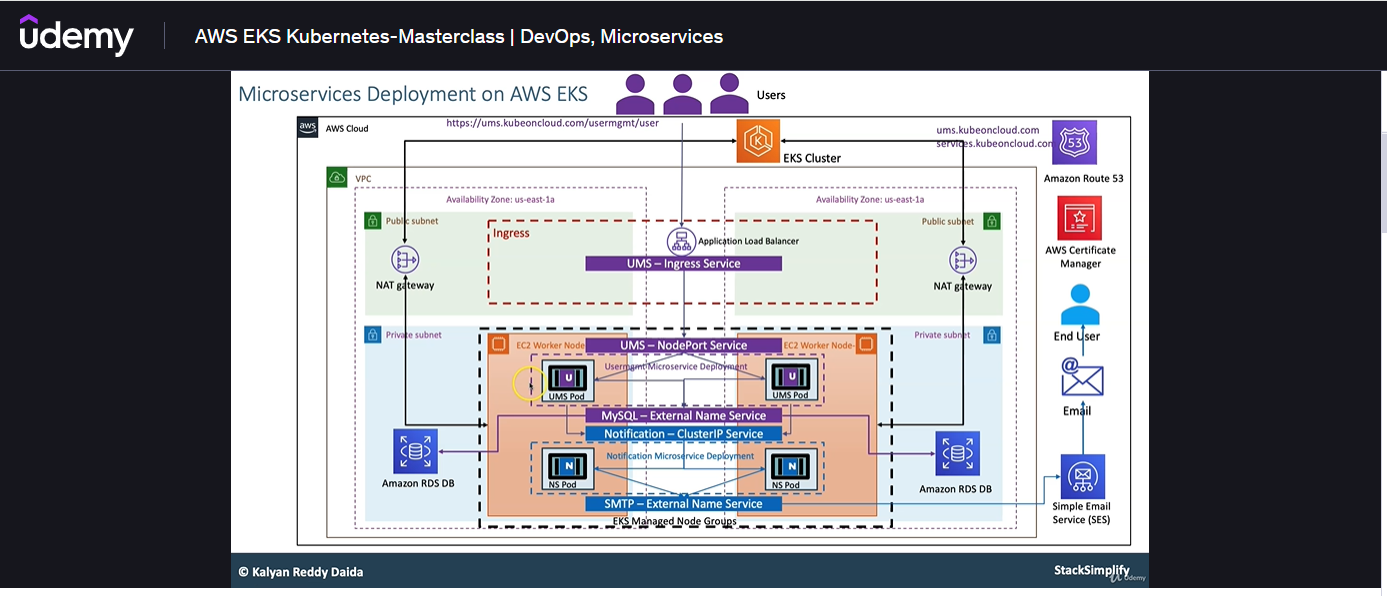 udemy
AWS EKS Kubernetes-Masterclass | DevOps, Microservices
Microservices Deployment on AWS EKS
Users
aws
AWS Cloud
https://ums.kubeoncloud.com/usermgmt/user
K
EKS Cluster
ums.kubeoncloud.com
services.kubeoncloud.com
53
Amazon Route 53
VPC
Availability Zone: us-east-1a
Availability Zone: us-east-1a
Public subnet
Public subnet
Ingress
Application Load Balancer
UMS – Ingress Service
AWS Certificate
Manager
NAT gateway
NAT gateway
Private subnet
Private subnet
End User
EC2 Worker Node
UMS – NodePort Service
EC2 Worker Node-
Usermgmt Microservice Deployment
U
UMS Pod
U
UMS Pod
@
Email
MySQL – External Name Service
Notification – ClusterIP Service
Notification Microservice Deployment
N
NS Pod
N
NS Pod
Amazon RDS DB
Amazon RDS DB
SMTP – External Name Service
Simple Email
Service (SES)
EKS Managed Node Groups
© Kalyan Reddy Daida
StackSimplify
udemy